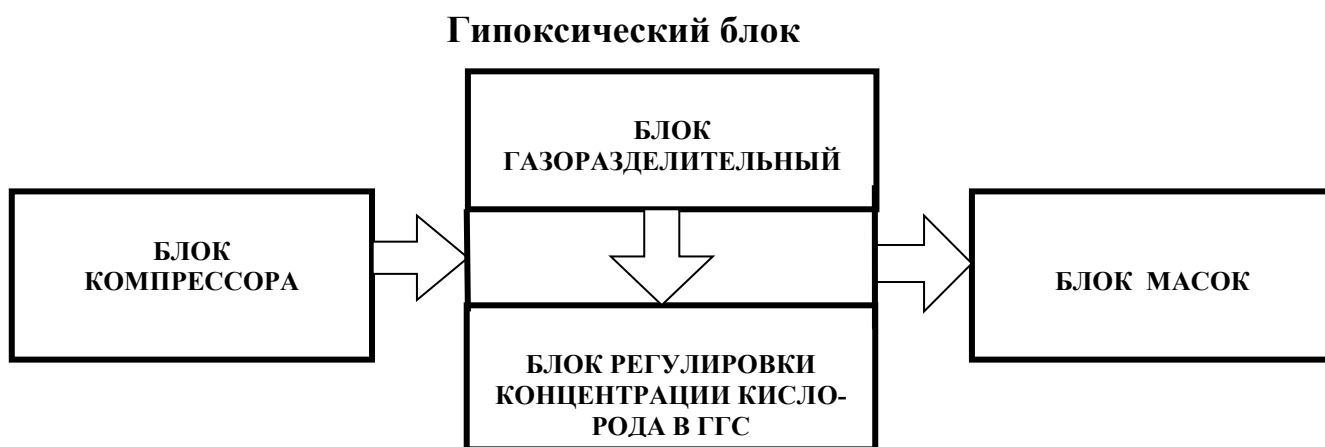 Гипоксический блок
БЛОК
ГАЗОРАЗДЕЛИТЕЛЬНЫЙ
БЛОК
КОМПРЕССОРА
БЛОК МАСОК
БЛОК РЕГУЛИРОВКИ
КОНЦЕНТРАЦИИ КИСЛО-
РОДА В ГГС